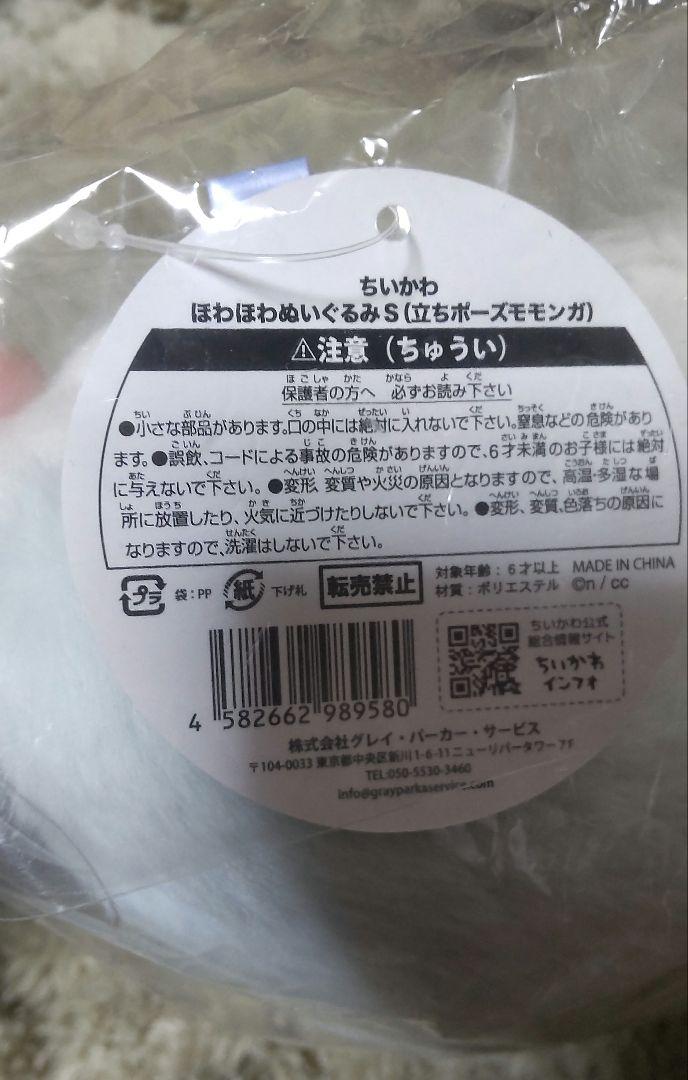 ちいかわ
ほわほわぬいぐるみS(立ちポーズモモンガ)
⚠注意(ちゅうい)
保護者の方へ 必ずお読み下さい
●小さな部品があります。口の中には絶対に入れないで下さい。窒息などの危険があり
ます。●誤飲、コードによる事故の危険がありますので、6才未満のお子様には絶対
に与えないで下さい。●変形、変質や火災の原因となりますので、高温・多湿な場
所に放置したり、火気に近づけたりしないで下さい。●変形、変質、色落ちの原因に
なりますので、洗濯はしないで下さい。
プラ 袋:PP 紙 下げ札 転売禁止
対象年齢:6才以上 MADE IN CHINA
材質:ポリエステル ©n / cc
ちいかわ公式
総合情報サイト
ちいかわ
インフォ
4 582662 989580
株式会社グレイ・パーカー・サービス
〒104-0033 東京都中央区新川1-6-11ニューリバータワー7F
TEL:050-5530-3460
info@grayparkaservice.com